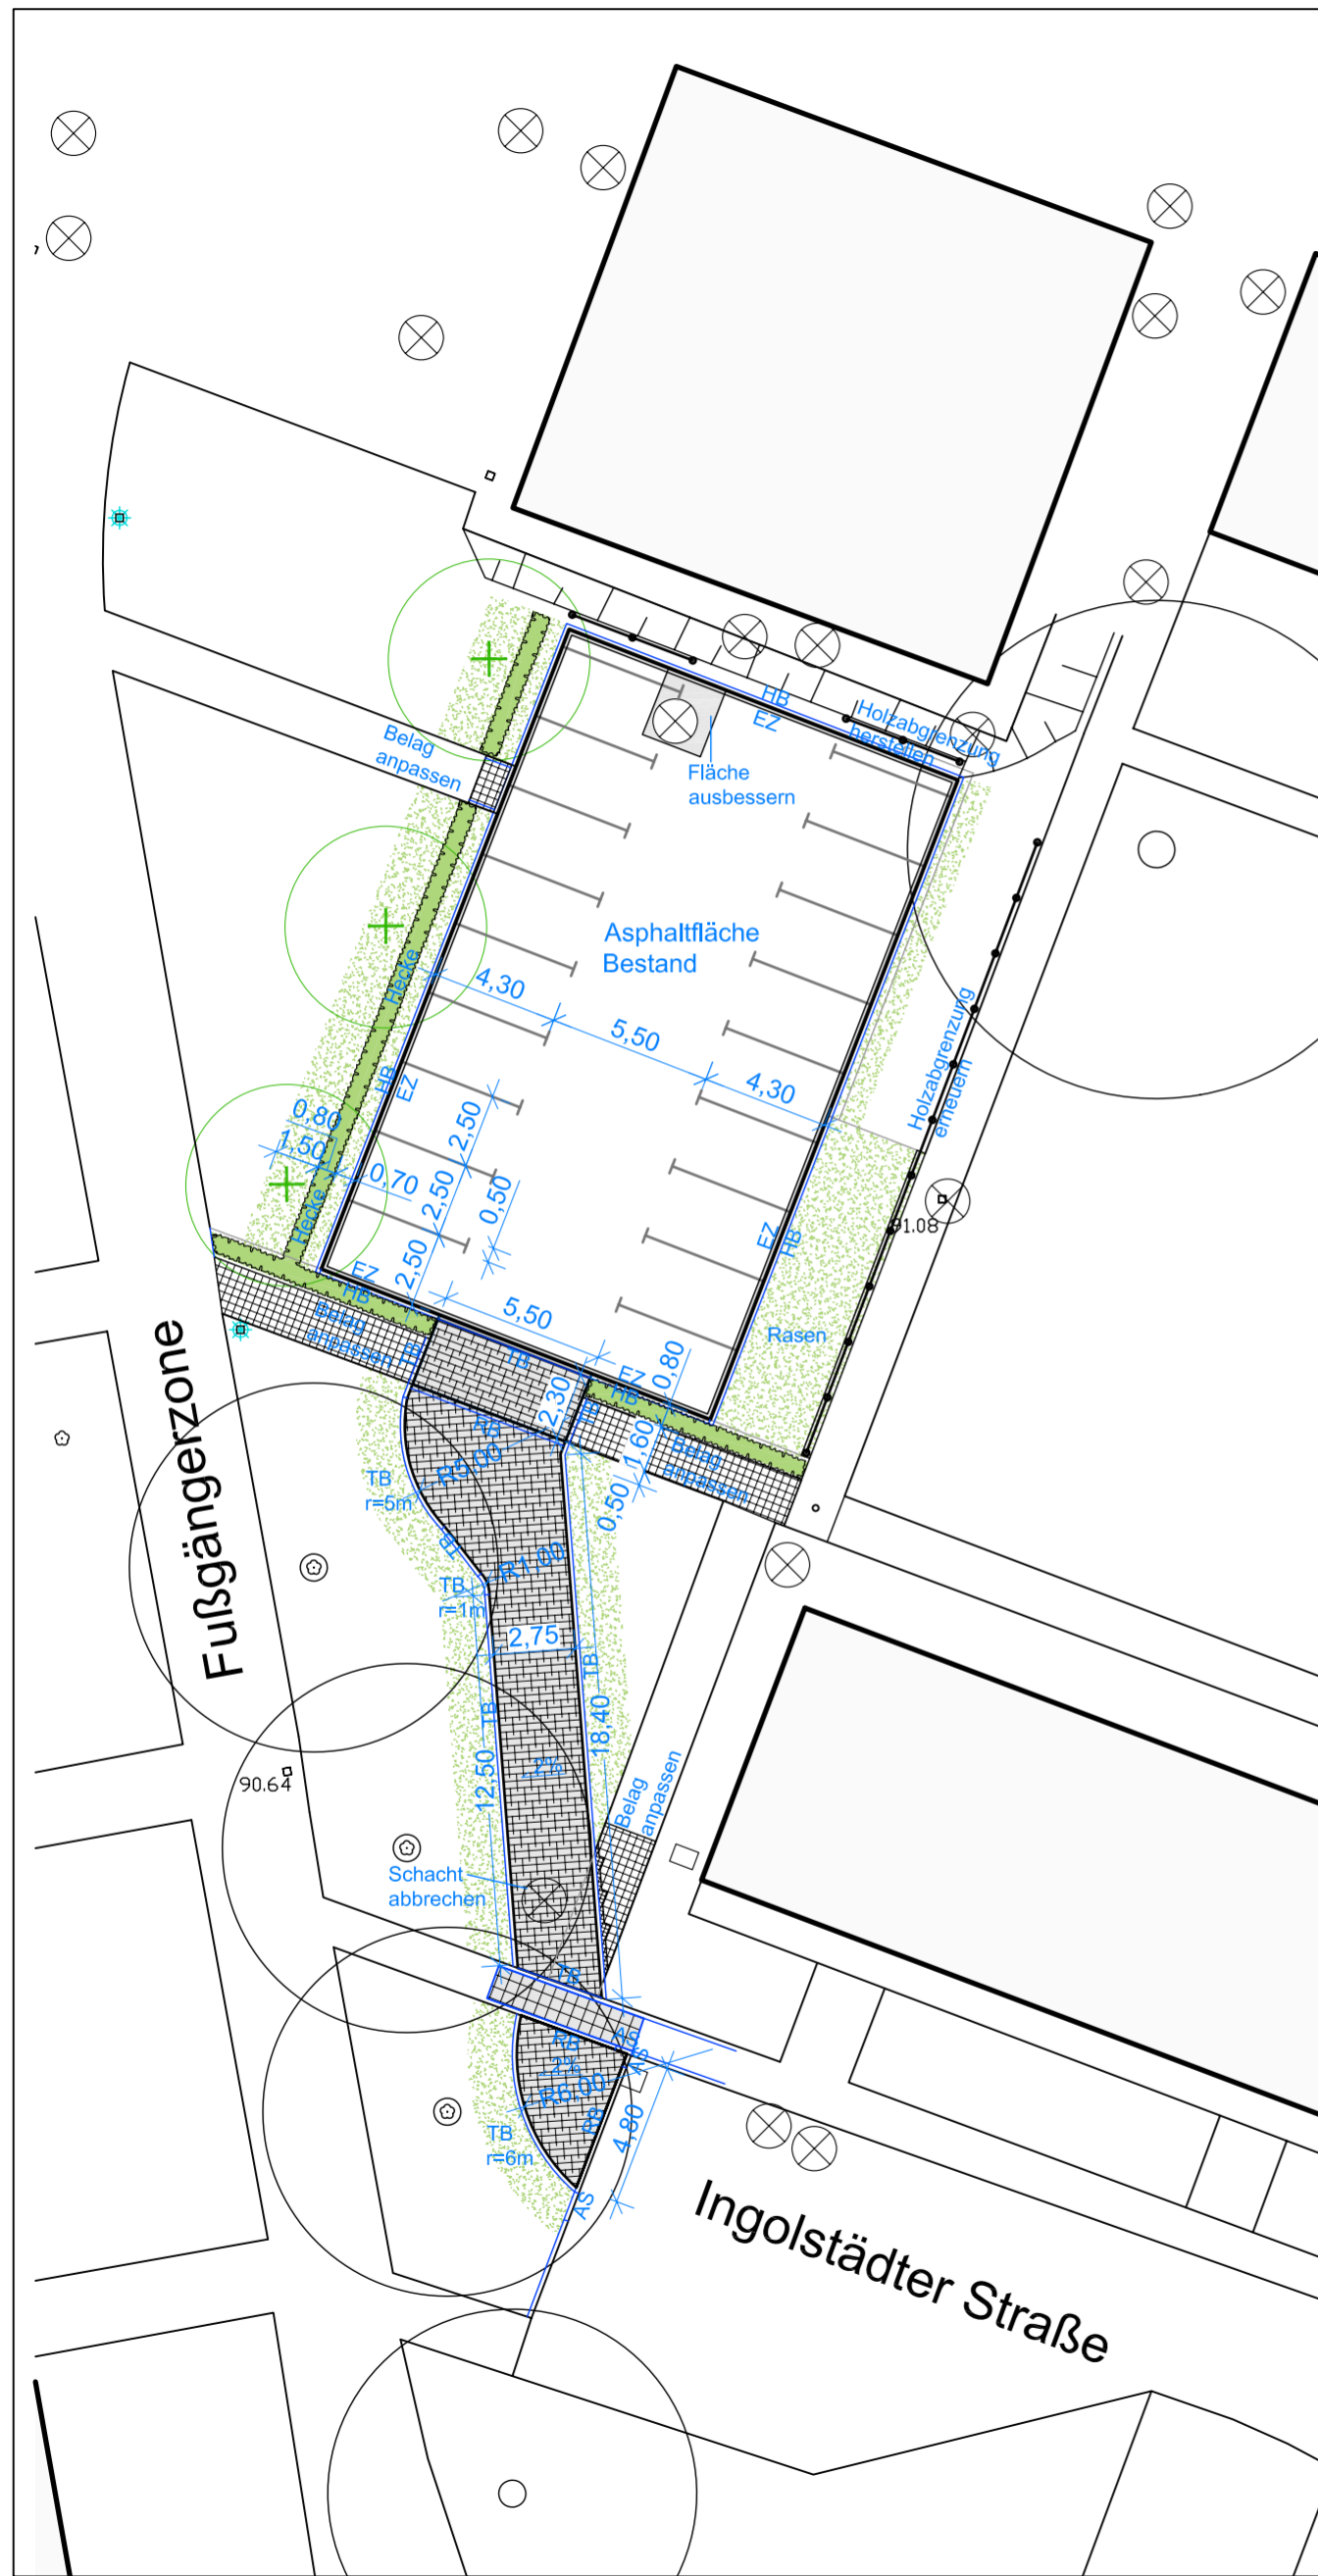 HB
EZ
Holzabgrenzung
herstellen
Belag
anpassen
Fläche
ausbessern
Asphaltfläche
Bestand
Hecke
4,30
5,50
4,30
Holzabgrenzung
erneuern
HB
EZ
0,80
1,50
0,70
2,50
2,50
2,50
0,50
Hecke
EZ
HB
91.08
EZ
HB
5,50
Rasen
Belag
anpassen
TB
TB
EZ
HB
0,80
2,30
TB
1,60
0,50
Belag
anpassen
RB
R5,00
TB
r=5m
TB
R1,00
TB
r=1m
Fußgängerzone
2,75
TB
TB
18,40
12,50
2%
90.64
Belag
anpassen
Schacht
abbrechen
TB
AS
RB
AS
2%
R6,00
RB
4,80
TB
r=6m
AS
Ingolstädter Straße